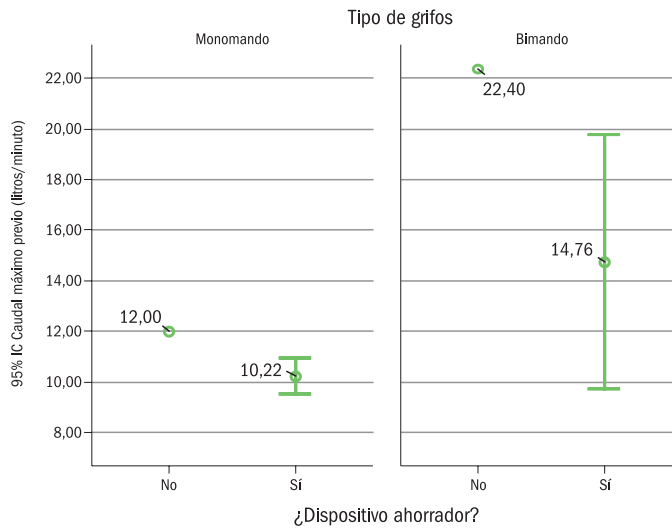 Tipo de grifos
Monomando
Bimando
95% IC Caudal máximo previo (litros/minuto)
22,00
20,00
18,00
16,00
14,00
12,00
10,00
8,00
12,00
10,22
22,40
14,76
No
Sí
No
Sí
¿Dispositivo ahorrador?